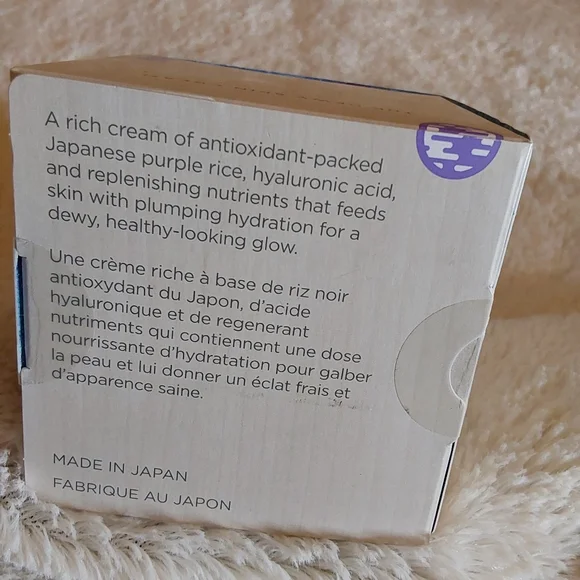 A rich cream of antioxidant-packed
Japanese purple rice, hyaluronic acid,
and replenishing nutrients that feeds
skin with plumping hydration for a
dewy, healthy-looking glow.
Une crème riche à base de riz noir
antioxydant du Japon, d'acide
hyaluronique et de regenerant
nutriments qui contiennent une dose
nourrissante d'hydratation pour galber
la peau et lui donner un éclat frais et
d'apparence saine.
MADE IN JAPAN
FABRIQUE AU JAPON